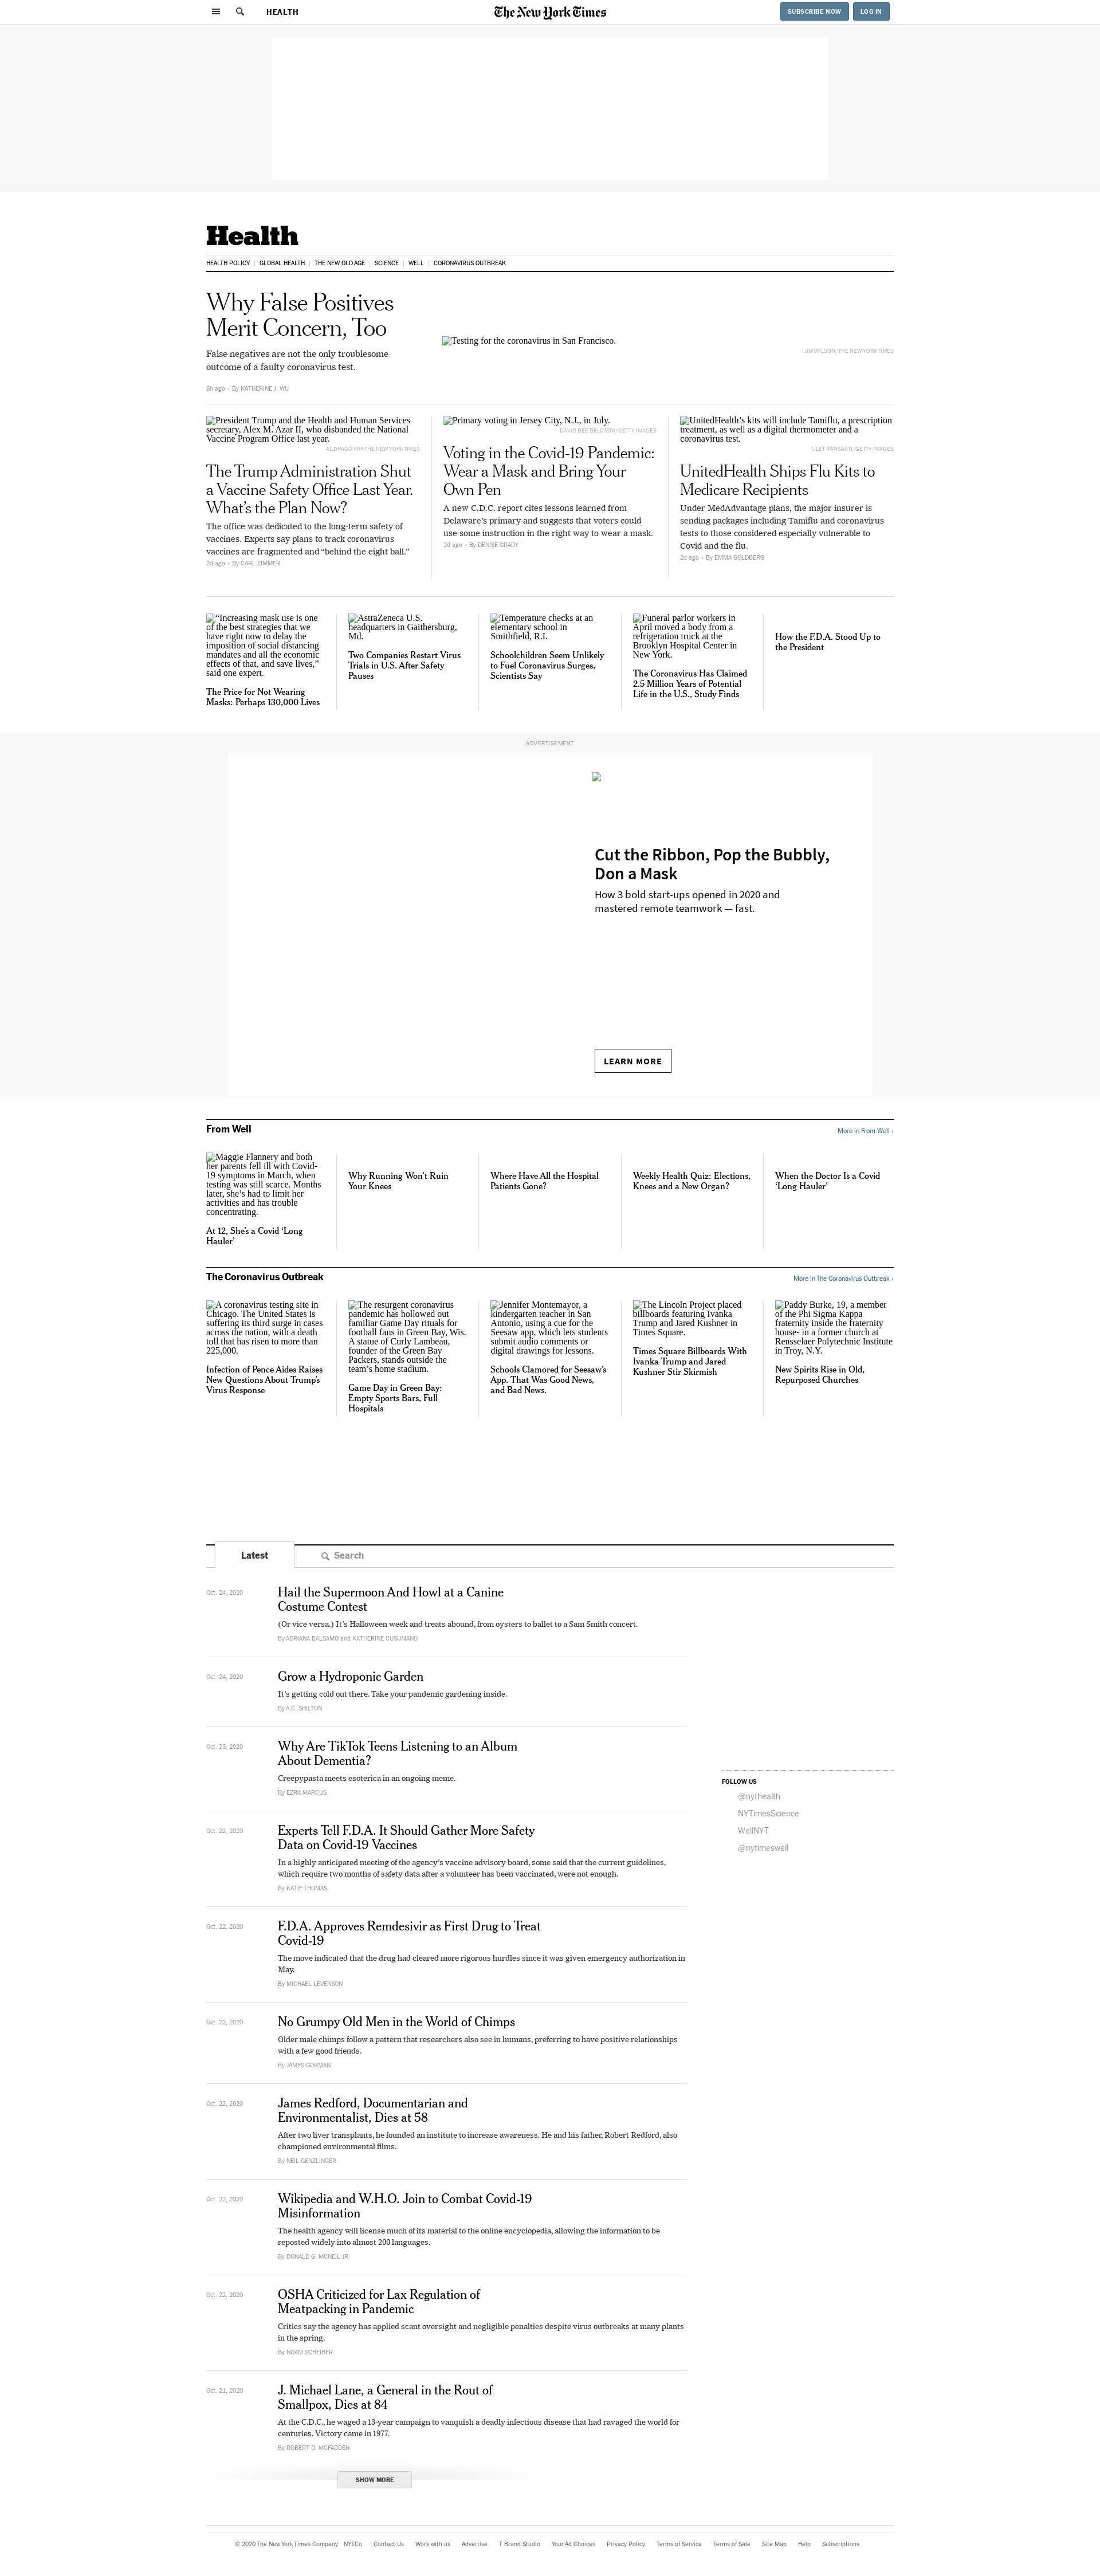 HEALTH
The New York Times
SUBSCRIBE NOW
LOG IN
Health
HEALTH POLICY
GLOBAL HEALTH
THE NEW OLD AGE
SCIENCE
WELL
CORONAVIRUS OUTBREAK
Why False Positives
Merit Concern, Too
False negatives are not the only troublesome
outcome of a faulty coronavirus test.
8h ago · By KATHERINE J. WU
Testing for the coronavirus in San Francisco.
JIM WILSON/THE NEW YORK TIMES
President Trump and the Health and Human Services
secretary, Alex M. Azar II, who disbanded the National
Vaccine Program Office last year.
AL DRAGO FOR THE NEW YORK TIMES
The Trump Administration Shut
a Vaccine Safety Office Last Year.
What’s the Plan Now?
The office was dedicated to the long-term safety of
vaccines. Experts say plans to track coronavirus
vaccines are fragmented and “behind the eight ball.”
2d ago · By CARL ZIMMER
Primary voting in Jersey City, N.J., in July.
DAVID DEE DELGADO/GETTY IMAGES
Voting in the Covid-19 Pandemic:
Wear a Mask and Bring Your
Own Pen
A new C.D.C. report cites lessons learned from
Delaware’s primary and suggests that voters could
use some instruction in the right way to wear a mask.
2d ago · By DENISE GRADY
UnitedHealth’s kits will include Tamiflu, a prescription
treatment, as well as a digital thermometer and a
coronavirus test.
ULET IFANSASTI/GETTY IMAGES
UnitedHealth Ships Flu Kits to
Medicare Recipients
Under MedAdvantage plans, the major insurer is
sending packages including Tamiflu and coronavirus
tests to those considered especially vulnerable to
Covid and the flu.
2d ago · By EMMA GOLDBERG
“Increasing mask use is one
of the best strategies that we
have right now to delay the
imposition of social distancing
mandates and all the economic
effects of that, and save lives,”
said one expert.
The Price for Not Wearing
Masks: Perhaps 130,000 Lives
AstraZeneca U.S.
headquarters in Gaithersburg,
Md.
Two Companies Restart Virus
Trials in U.S. After Safety
Pauses
Temperature checks at an
elementary school in
Smithfield, R.I.
Schoolchildren Seem Unlikely
to Fuel Coronavirus Surges,
Scientists Say
Funeral parlor workers in
April moved a body from a
refrigeration truck at the
Brooklyn Hospital Center in
New York.
The Coronavirus Has Claimed
2.5 Million Years of Potential
Life in the U.S., Study Finds
How the F.D.A. Stood Up to
the President
ADVERTISEMENT
Cut the Ribbon, Pop the Bubbly,
Don a Mask
How 3 bold start-ups opened in 2020 and
mastered remote teamwork — fast.
LEARN MORE
From Well
More in From Well ›
Maggie Flannery and both
her parents fell ill with Covid-
19 symptoms in March, when
testing was still scarce. Months
later, she’s had to limit her
activities and has trouble
concentrating.
At 12, She’s a Covid ‘Long
Hauler’
Why Running Won’t Ruin
Your Knees
Where Have All the Hospital
Patients Gone?
Weekly Health Quiz: Elections,
Knees and a New Organ?
When the Doctor Is a Covid
‘Long Hauler’
The Coronavirus Outbreak
More in The Coronavirus Outbreak ›
A coronavirus testing site in
Chicago. The United States is
suffering its third surge in cases
across the nation, with a death
toll that has risen to more than
225,000.
Infection of Pence Aides Raises
New Questions About Trump’s
Virus Response
The resurgent coronavirus
pandemic has hollowed out
familiar Game Day rituals for
football fans in Green Bay, Wis.
A statue of Curly Lambeau,
founder of the Green Bay
Packers, stands outside the
team’s home stadium.
Game Day in Green Bay:
Empty Sports Bars, Full
Hospitals
Jennifer Montemayor, a
kindergarten teacher in San
Antonio, using a cue for the
Seesaw app, which lets students
submit audio comments or
digital drawings for lessons.
Schools Clamored for Seesaw’s
App. That Was Good News,
and Bad News.
The Lincoln Project placed
billboards featuring Ivanka
Trump and Jared Kushner in
Times Square.
Times Square Billboards With
Ivanka Trump and Jared
Kushner Stir Skirmish
Paddy Burke, 19, a member
of the Phi Sigma Kappa
fraternity inside the fraternity
house- in a former church at
Rensselaer Polytechnic Institute
in Troy, N.Y.
New Spirits Rise in Old,
Repurposed Churches
Latest
Search
Oct. 24, 2020
Hail the Supermoon And Howl at a Canine
Costume Contest
(Or vice versa.) It’s Halloween week and treats abound, from oysters to ballet to a Sam Smith concert.
By ADRIANA BALSAMO and KATHERINE CUSUMANO
Oct. 24, 2020
Grow a Hydroponic Garden
It’s getting cold out there. Take your pandemic gardening inside.
By A.C. SHILTON
Oct. 23, 2020
Why Are TikTok Teens Listening to an Album
About Dementia?
Creepypasta meets esoterica in an ongoing meme.
By EZRA MARCUS
Oct. 22, 2020
Experts Tell F.D.A. It Should Gather More Safety
Data on Covid-19 Vaccines
In a highly anticipated meeting of the agency’s vaccine advisory board, some said that the current guidelines,
which require two months of safety data after a volunteer has been vaccinated, were not enough.
By KATIE THOMAS
Oct. 22, 2020
F.D.A. Approves Remdesivir as First Drug to Treat
Covid-19
The move indicated that the drug had cleared more rigorous hurdles since it was given emergency authorization in
May.
By MICHAEL LEVENSON
Oct. 22, 2020
No Grumpy Old Men in the World of Chimps
Older male chimps follow a pattern that researchers also see in humans, preferring to have positive relationships
with a few good friends.
By JAMES GORMAN
Oct. 22, 2020
James Redford, Documentarian and
Environmentalist, Dies at 58
After two liver transplants, he founded an institute to increase awareness. He and his father, Robert Redford, also
championed environmental films.
By NEIL GENZLINGER
Oct. 22, 2020
Wikipedia and W.H.O. Join to Combat Covid-19
Misinformation
The health agency will license much of its material to the online encyclopedia, allowing the information to be
reposted widely into almost 200 languages.
By DONALD G. MCNEIL JR.
Oct. 22, 2020
OSHA Criticized for Lax Regulation of
Meatpacking in Pandemic
Critics say the agency has applied scant oversight and negligible penalties despite virus outbreaks at many plants
in the spring.
By NOAM SCHEIBER
Oct. 21, 2020
J. Michael Lane, a General in the Rout of
Smallpox, Dies at 84
At the C.D.C., he waged a 13-year campaign to vanquish a deadly infectious disease that had ravaged the world for
centuries. Victory came in 1977.
By ROBERT D. MCFADDEN
SHOW MORE
FOLLOW US
@nythealth
NYTimesScience
WellNYT
@nytimeswell
© 2020 The New York Times Company
NYTCo
Contact Us
Work with us
Advertise
T Brand Studio
Your Ad Choices
Privacy Policy
Terms of Service
Terms of Sale
Site Map
Help
Subscriptions